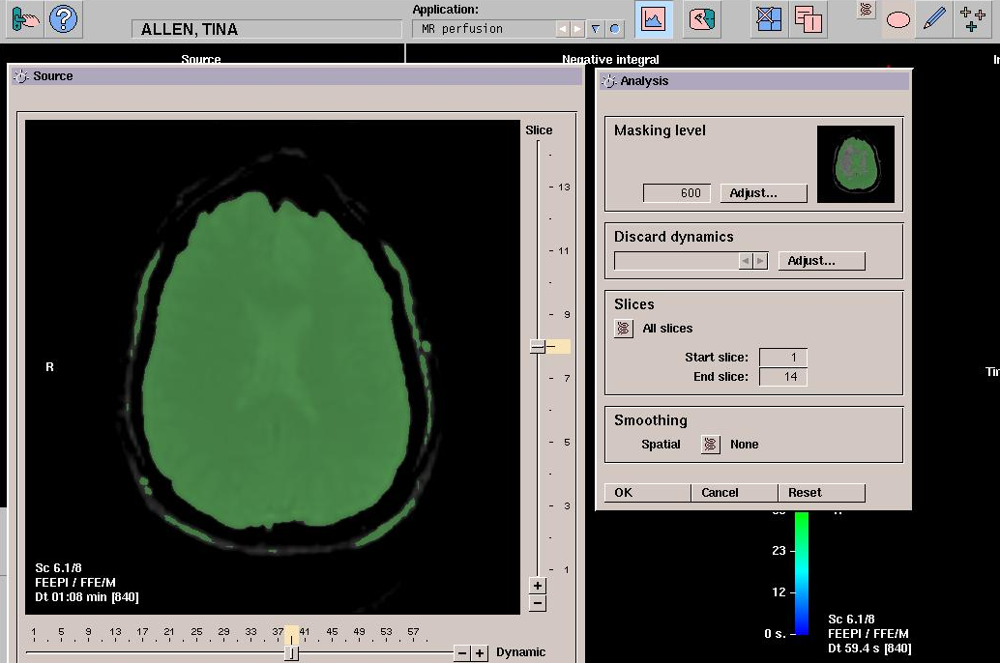 Application:
ALLEN, TINA
MR perfusion
Source
Negative integral
Source
Analysis
Slice
Masking level
600
Adjust...
Discard dynamics
Adjust...
Slices
All slices
Start slice: 1
End slice: 14
Smoothing
Spatial
None
OK
Cancel
Reset
13
11
9
7
5
3
1
R
Sc 6.1/8
FEEPI / FFE/M
Dt 01:08 min [840]
+
−
1 5 9 13 17 21 25 29 33 37 41 45 49 53 57
− +
Dynamic
23
12
0 s.
Sc 6.1/8
FEEPI / FFE/M
Dt 59.4 s [840]